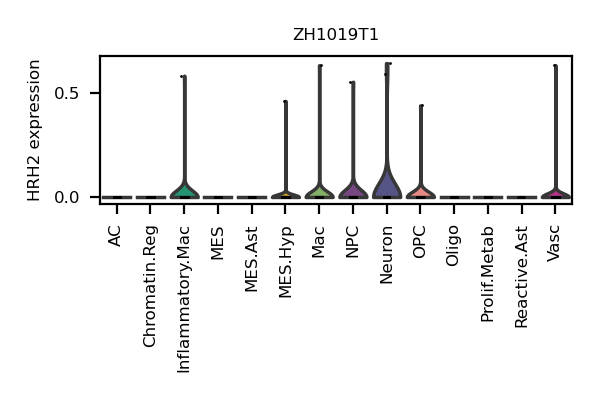 ZH1019T1
HRH2 expression
0.5
0.0
AC
Chromatin.Reg
Inflammatory.Mac
MES
MES.Ast
MES.Hyp
Mac
NPC
Neuron
OPC
Oligo
Prolif.Metab
Reactive.Ast
Vasc